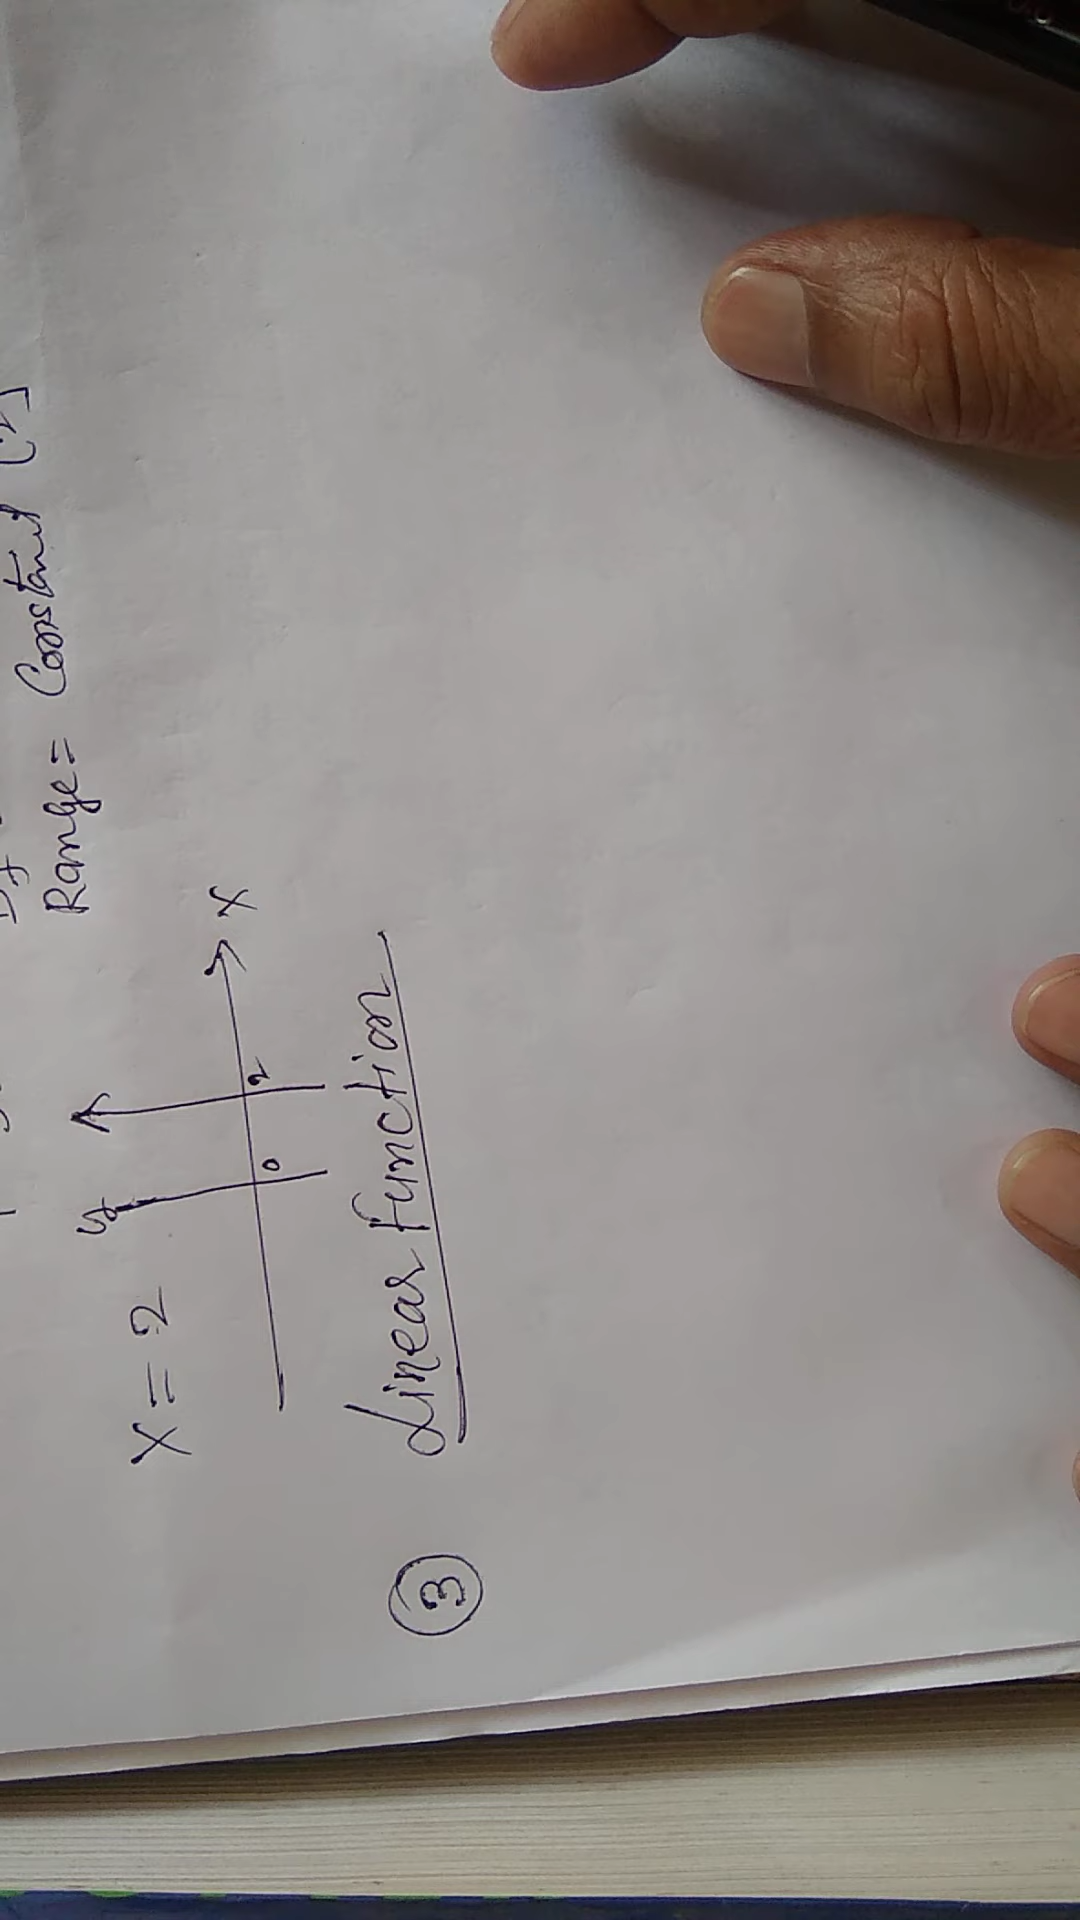 Range = Constant
X = 2
y
X
0 2
③ Linear function